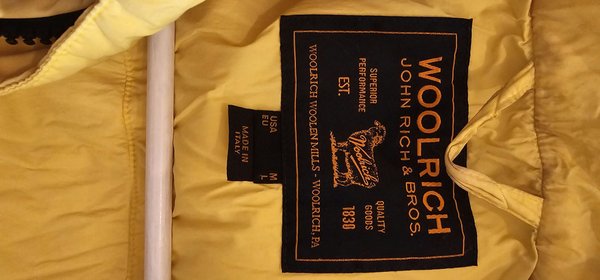 WOOLRICH
JOHN RICH & BROS.
SUPERIOR
PERFORMANCE
QUALITY
GOODS
EST.
1830
Woolrich
WOOLRICH WOOLEN MILLS - WOOLRICH, PA
USA M
EU L
MADE IN
ITALY